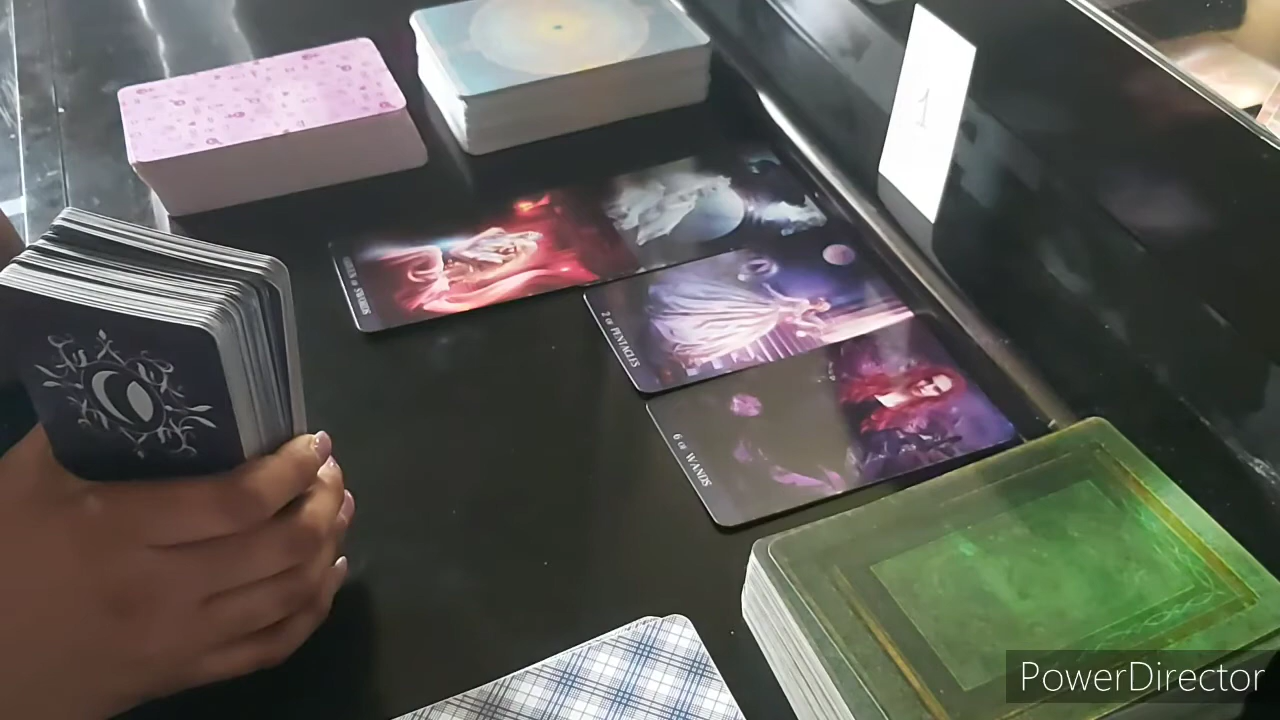 1
QUEEN OF SWORDS
2 OF PENTACLES
6 OF WANDS
PowerDirector